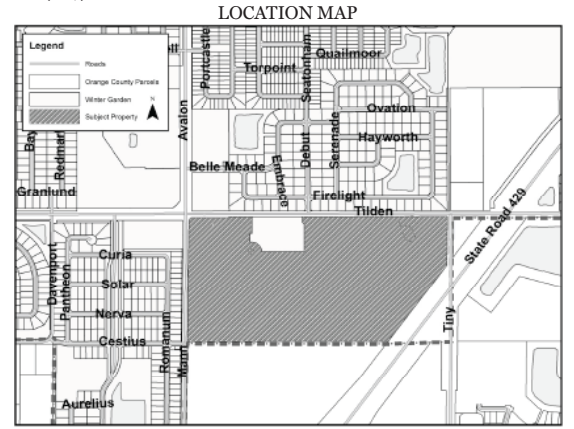 LOCATION MAP
Legend
Roads
Orange County Parcels
Winter Garden
Subject Property
N
Portcastle
Torpoint
Seatonham
Quailmoor
Avalon
Ovation
Debut
Serenade
Hayworth
Belle Meade
Embrace
Firelight
Tilden
Redmar
Granlund
State Road 429
Davenport
Pantheon
Curia
Solar
Nerva
Cestius
Romanum
Mann
Tiny
Aurelius